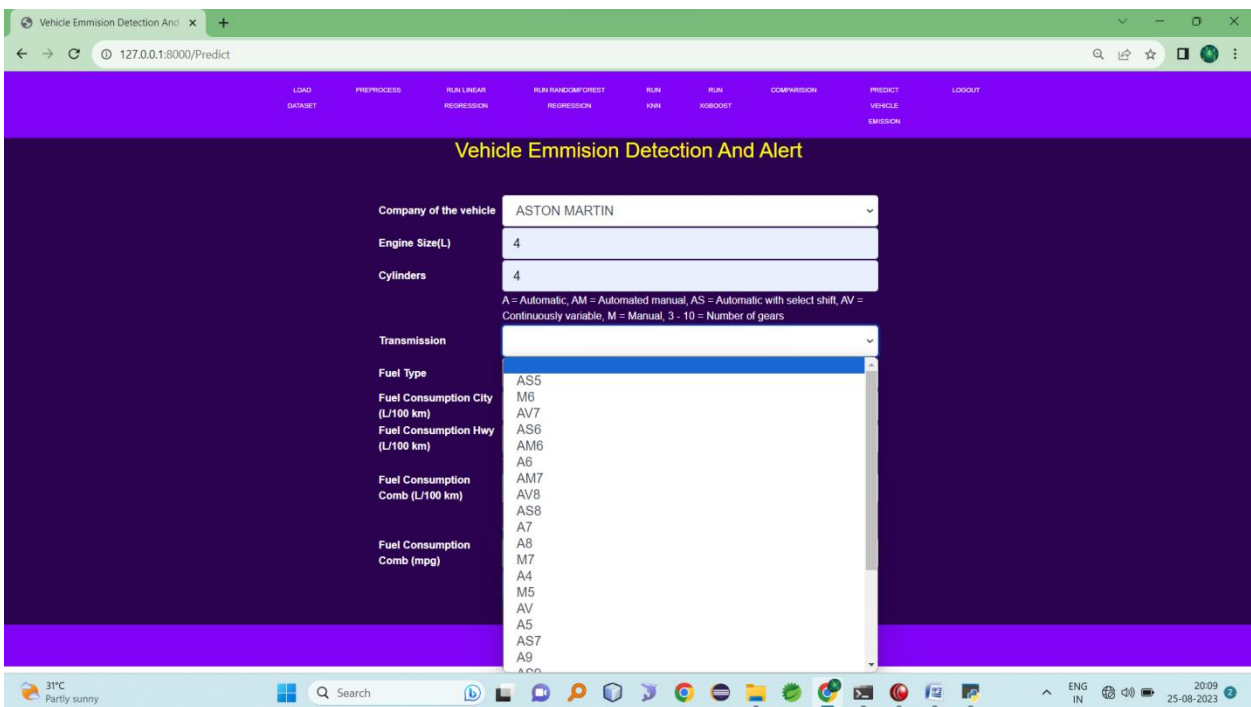 Vehicle Emmision Detection And
127.0.0.1:8000/Predict
LOAD DATASET
PREPROCESS
RUN LINEAR REGRESSION
RUN RANDOMFOREST REGRESSION
RUN KNN
RUN XGBOOST
COMPARISION
PREDICT VEHICLE EMISSION
LOGOUT
Vehicle Emmision Detection And Alert
Company of the vehicle ASTON MARTIN
Engine Size(L) 4
Cylinders 4
A = Automatic, AM = Automated manual, AS = Automatic with select shift, AV =
Continuously variable, M = Manual, 3 - 10 = Number of gears
Transmission
Fuel Type
Fuel Consumption City
(L/100 km)
Fuel Consumption Hwy
(L/100 km)
Fuel Consumption
Comb (L/100 km)
Fuel Consumption
Comb (mpg)
AS5
M6
AV7
AS6
AM6
A6
AM7
AV8
AS8
A7
A8
M7
A4
M5
AV
A5
AS7
A9
31°C
Partly sunny
Search
ENG
IN
20:09
25-08-2023
2